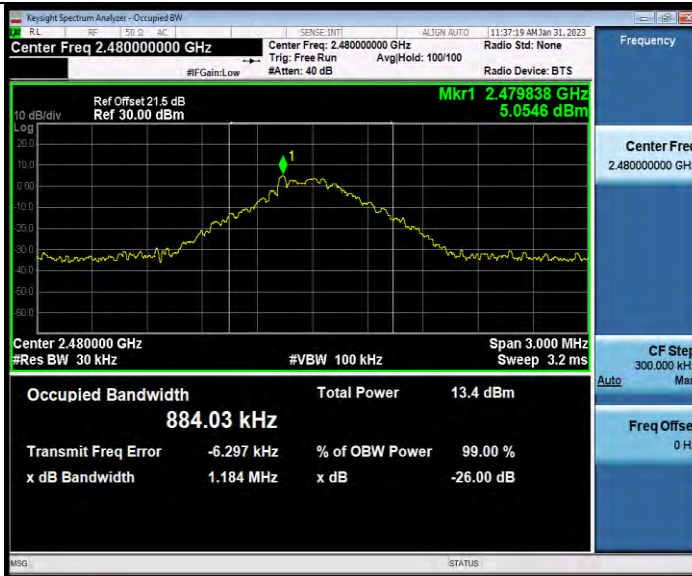 Keysight Spectrum Analyzer - Occupied BW
RL RF 50 Ω AC SENSE:INT ALIGN AUTO 11:37:19 AM Jan 31, 2023
Center Freq 2.480000000 GHz
Center Freq: 2.480000000 GHz
Radio Std: None
Trig: Free Run Avg|Hold: 100/100
#IFGain:Low #Atten: 40 dB Radio Device: BTS
Frequency
Ref Offset 21.5 dB
10 dB/div Ref 30.00 dBm
Mkr1 2.479838 GHz
5.0546 dBm
Log
20.0
10.0
0.00
-10.0
-20.0
-30.0
-40.0
-50.0
-60.0
1
Center 2.480000 GHz Span 3.000 MHz
#Res BW 30 kHz #VBW 100 kHz Sweep 3.2 ms
Center Freq
2.480000000 GH
CF Step
300.000 kH
Auto Ma
Freq Offse
0 H
Occupied Bandwidth Total Power 13.4 dBm
884.03 kHz
Transmit Freq Error -6.297 kHz % of OBW Power 99.00 %
x dB Bandwidth 1.184 MHz x dB -26.00 dB
MSG STATUS